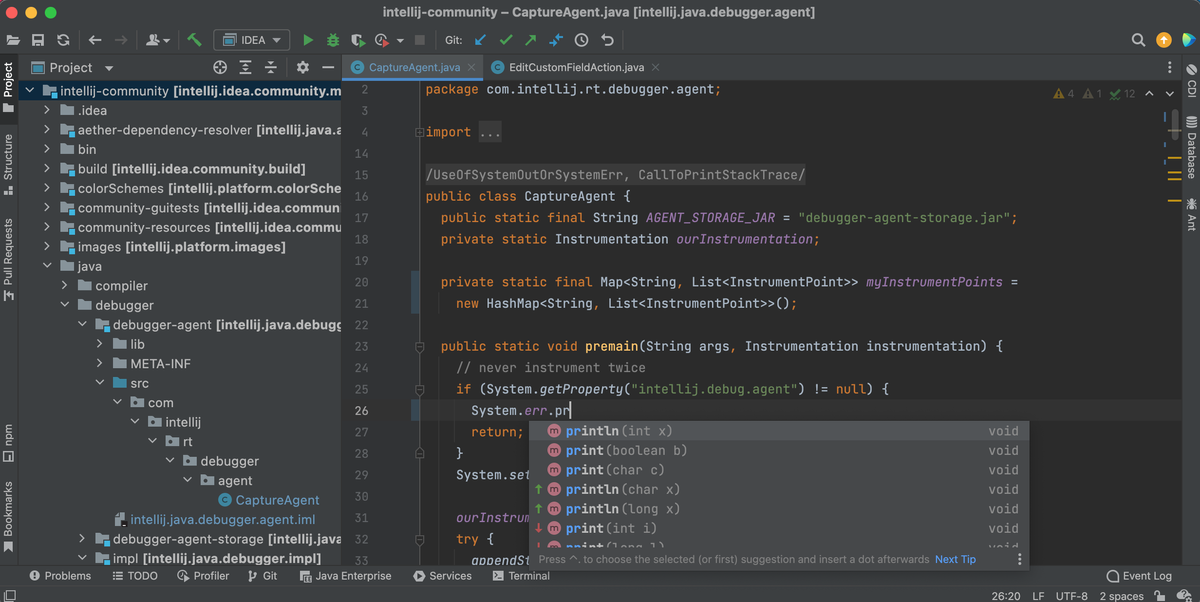 intellij-community – CaptureAgent.java [intellij.java.debugger.agent]
IDEA
Git:
Project
CaptureAgent.java
EditCustomFieldAction.java
Project
Structure
Pull Requests
npm
Bookmarks
intellij-community [intellij.idea.community.m
.idea
aether-dependency-resolver [intellij.java.a
bin
build [intellij.idea.community.build]
colorSchemes [intellij.platform.colorSche
community-guitests [intellij.idea.commun
community-resources [intellij.idea.commu
images [intellij.platform.images]
java
compiler
debugger
debugger-agent [intellij.java.debugg
lib
META-INF
src
com
intellij
rt
debugger
agent
CaptureAgent
intellij.java.debugger.agent.iml
debugger-agent-storage [intellij.java
impl [intellij.java.debugger.impl]
4 1 12
2 package com.intellij.rt.debugger.agent;
3
4 import ...
14
15 /UseOfSystemOutOrSystemErr, CallToPrintStackTrace/
16 public class CaptureAgent {
17 public static final String AGENT_STORAGE_JAR = "debugger-agent-storage.jar";
18 private static Instrumentation ourInstrumentation;
19
20 private static final Map<String, List<InstrumentPoint>> myInstrumentPoints =
21 new HashMap<String, List<InstrumentPoint>>();
22
23 public static void premain(String args, Instrumentation instrumentation) {
24 // never instrument twice
25 if (System.getProperty("intellij.debug.agent") != null) {
26 System.err.pr
27 return;
28 }
29 System.set
30
31 ourInstrum
32 try {
33 appendSt
println(int x) void
print(boolean b) void
print(char c) void
println(char x) void
println(long x) void
print(int i) void
print(long l) void
Press ^. to choose the selected (or first) suggestion and insert a dot afterwards Next Tip
CDI
Database
Ant
Problems
TODO
Profiler
Git
Java Enterprise
Services
Terminal
Event Log
26:20 LF UTF-8 2 spaces